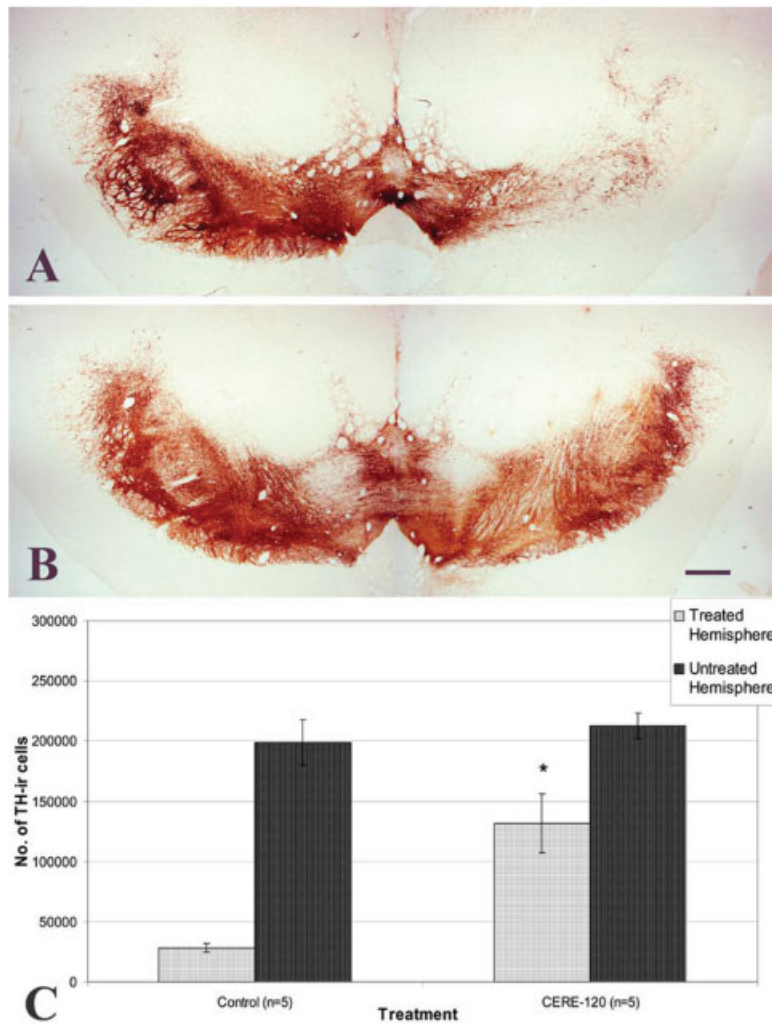 A
B
300000
250000
200000
150000
100000
50000
0
No. of TH-ir cells
*
Treated
Hemisphere
Untreated
Hemisphere
Control (n=5)
CERE-120 (n=5)
Treatment
C